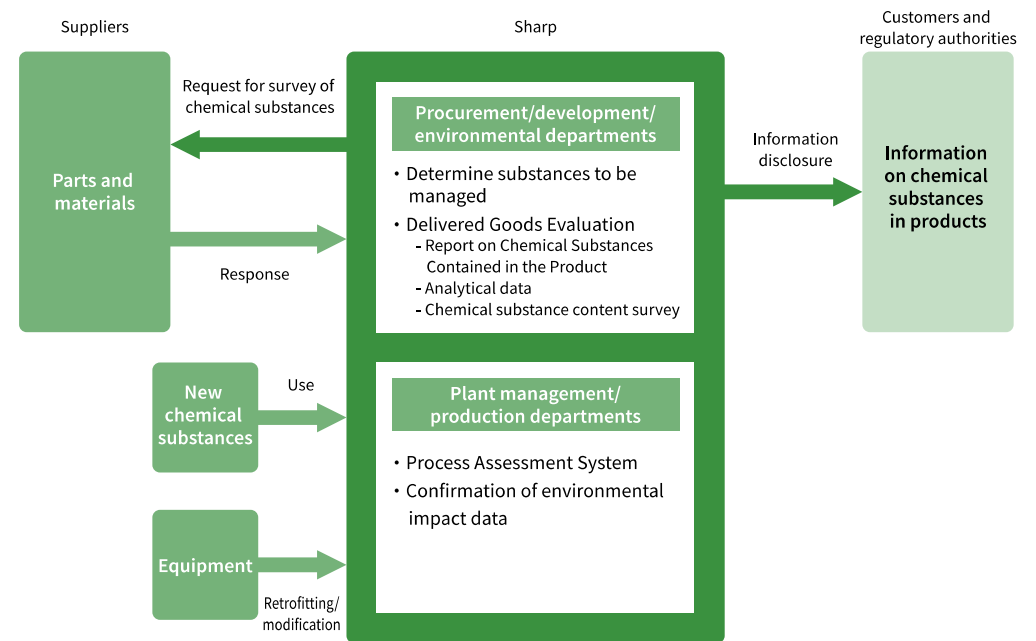 Suppliers
Sharp
Customers and
regulatory authorities
Request for survey of
chemical substances
Parts and
materials
Response
Procurement/development/
environmental departments
・Determine substances to be
managed
・Delivered Goods Evaluation
- Report on Chemical Substances
Contained in the Product
- Analytical data
- Chemical substance content survey
Information
disclosure
Information
on chemical
substances
in products
New
chemical
substances
Use
Plant management/
production departments
・Process Assessment System
・Confirmation of environmental
impact data
Equipment
Retrofitting/
modification